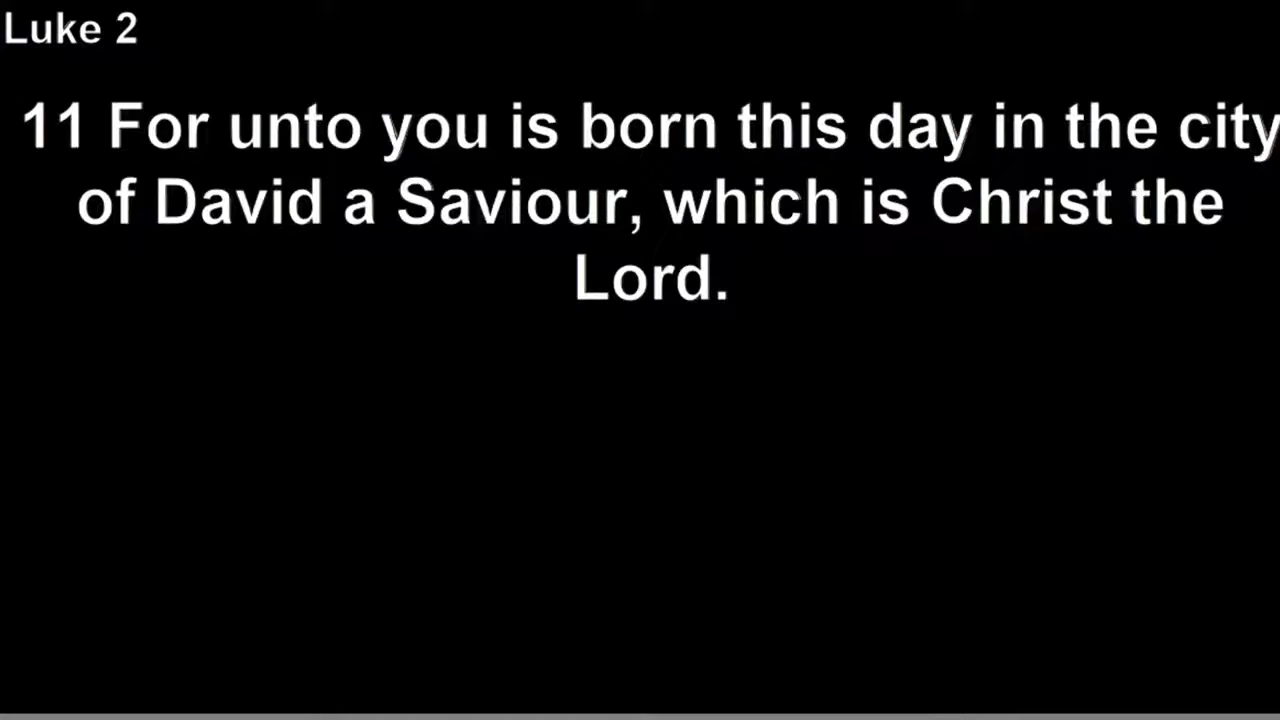 Luke 2
11 For unto you is born this day in the city
of David a Saviour, which is Christ the
Lord.